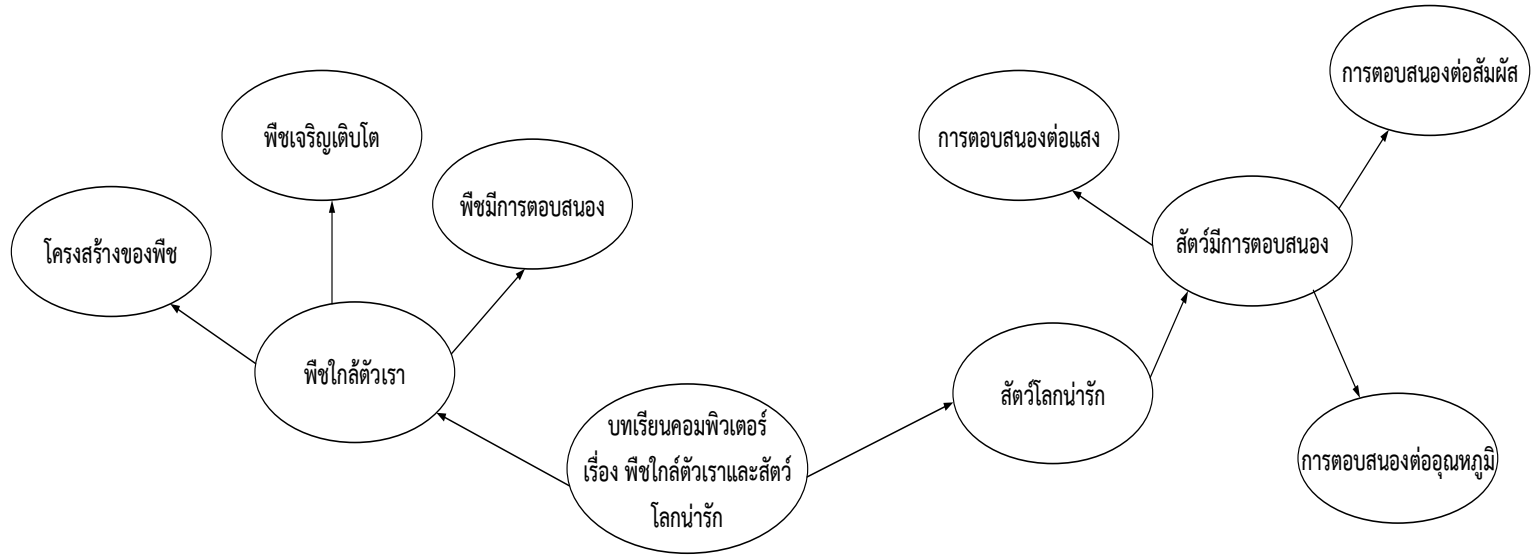 การตอบสนองต่อสัมผัส
พืชเจริญเติบโต
การตอบสนองต่อแสง
พืชมีการตอบสนอง
โครงสร้างของพืช
สัตว์มีการตอบสนอง
พืชใกล้ตัวเรา
สัตว์โลกน่ารัก
บทเรียนคอมพิวเตอร์
เรื่อง พืชใกล์ตัวเราและสัตว์
โลกน่ารัก
การตอบสนองต่ออุณหภูมิ